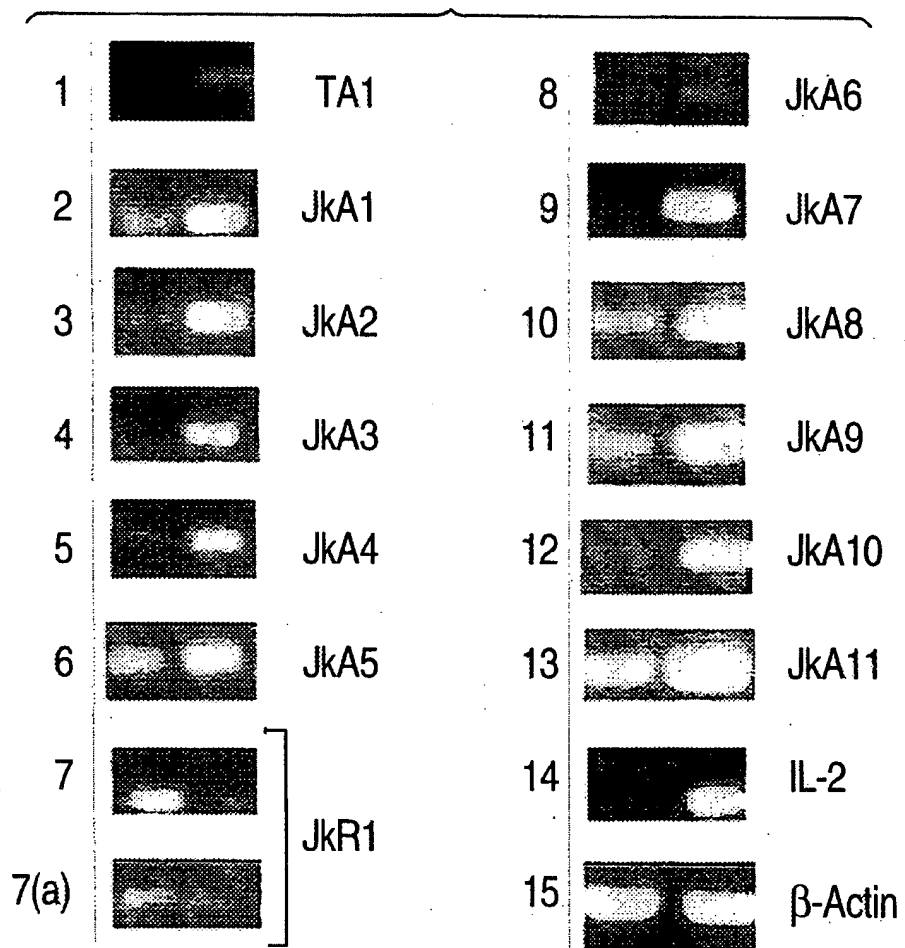 1 TA1
2 JkA1
3 JkA2
4 JkA3
5 JkA4
6 JkA5
7
JkR1
7(a)
8 JkA6
9 JkA7
10 JkA8
11 JkA9
12 JkA10
13 JkA11
14 IL-2
15 β-Actin